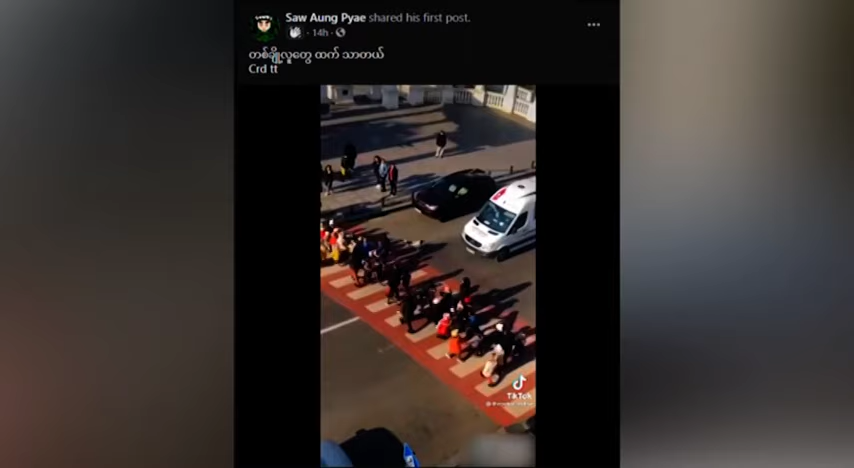 Saw Aung Pyae shared his first post.
14h
တစ်ချို့လူတွေ ထက် သာတယ်
Crd tt
TikTok